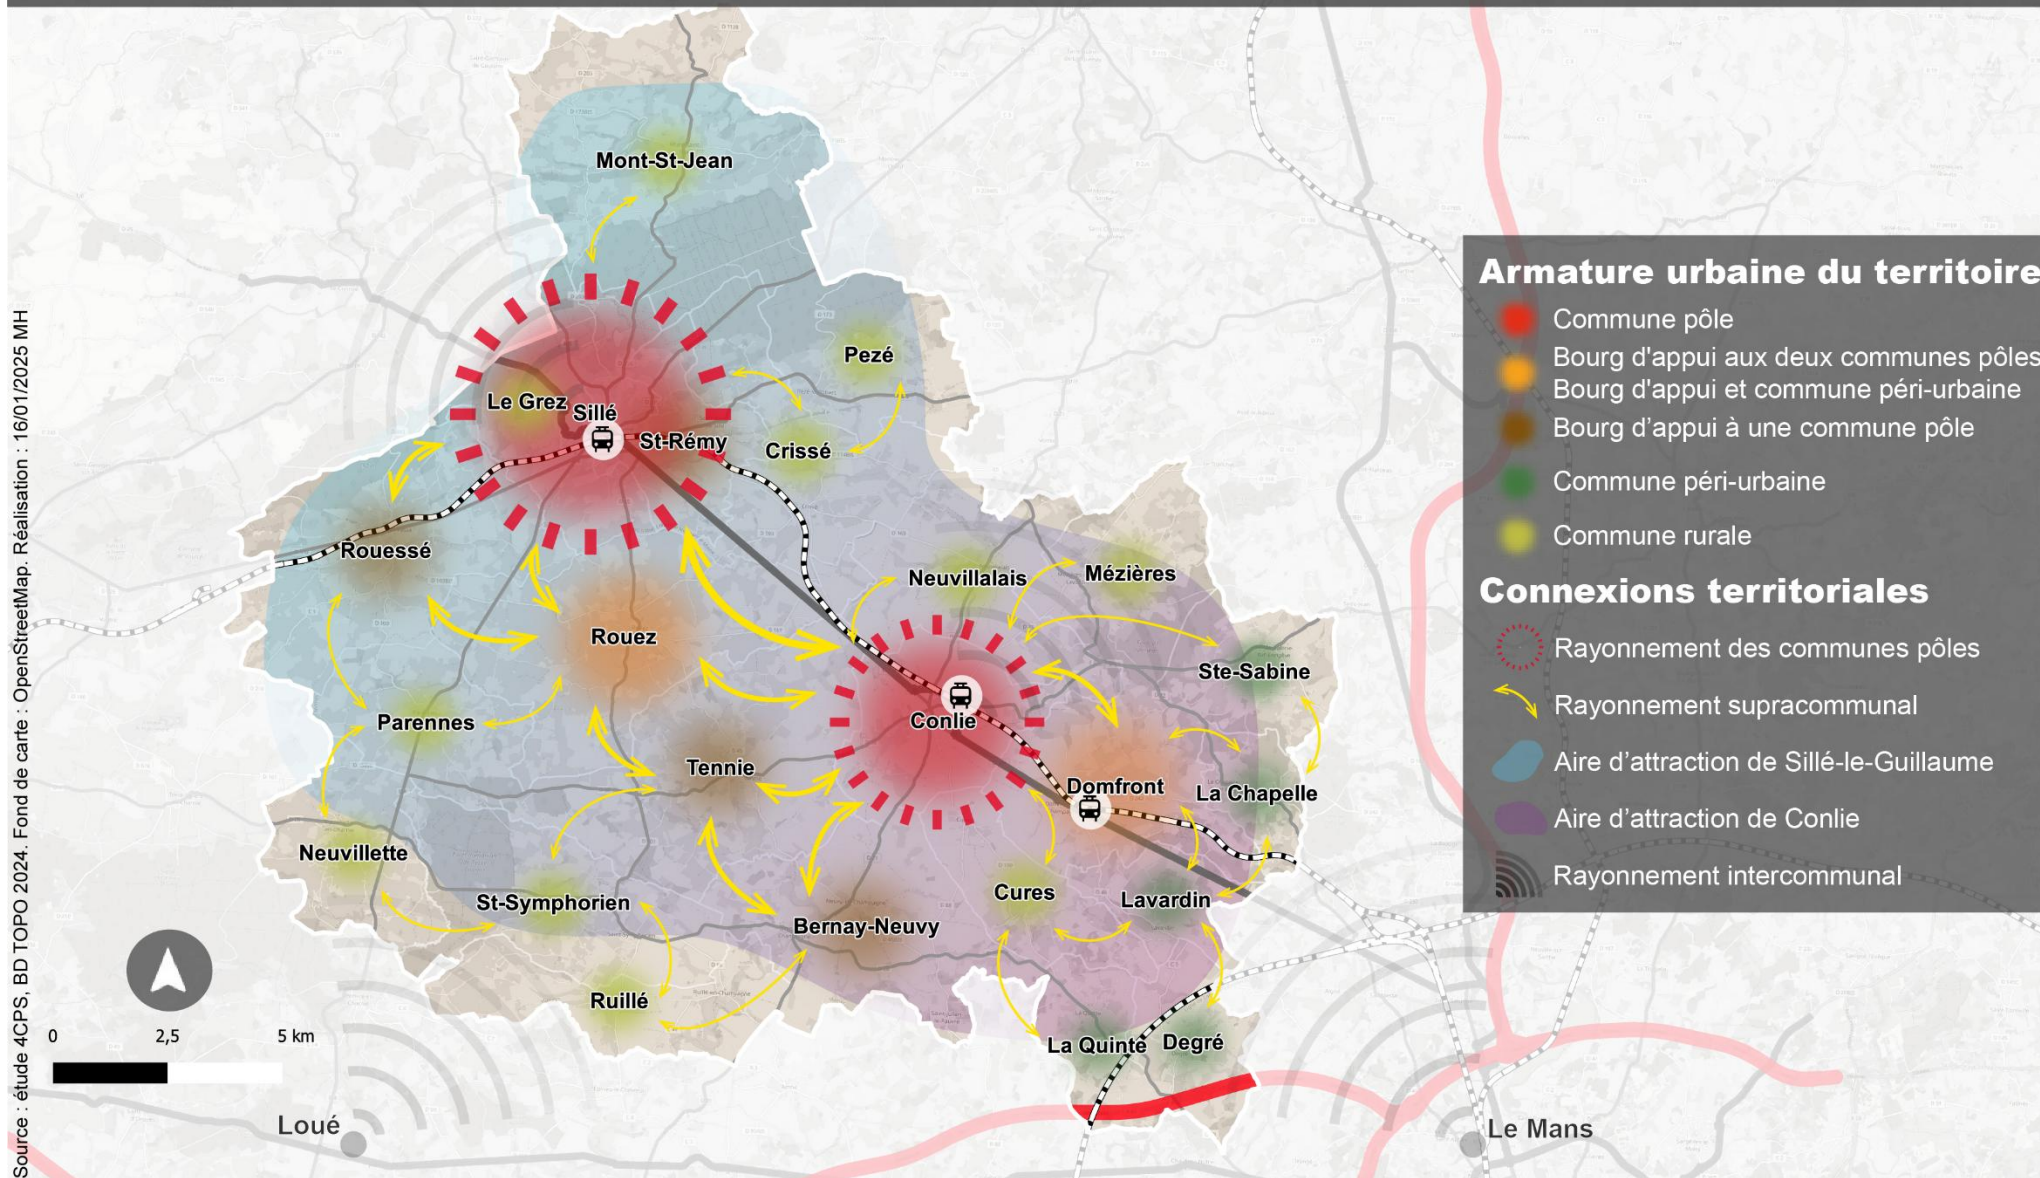 Mont-St-Jean
Pezé
Le Grez
Sillé
St-Rémy
Crissé
Rouessé
Neuvillalais
Mézières
Rouez
Ste-Sabine
Parennes
Conlie
Tennie
Domfront
La Chapelle
Neuvillette
St-Symphorien
Cures
Lavardin
Bernay-Neuvy
Ruillé
La Quinte
Degré
Loué
Le Mans
0 2,5 5 km
Source : étude 4CPS, BD TOPO 2024. Fond de carte : OpenStreetMap. Réalisation : 16/01/2025 MH
Armature urbaine du territoire
Commune pôle
Bourg d'appui aux deux communes pôles
Bourg d'appui et commune péri-urbaine
Bourg d’appui à une commune pôle
Commune péri-urbaine
Commune rurale
Connexions territoriales
Rayonnement des communes pôles
Rayonnement supracommunal
Aire d’attraction de Sillé-le-Guillaume
Aire d’attraction de Conlie
Rayonnement intercommunal